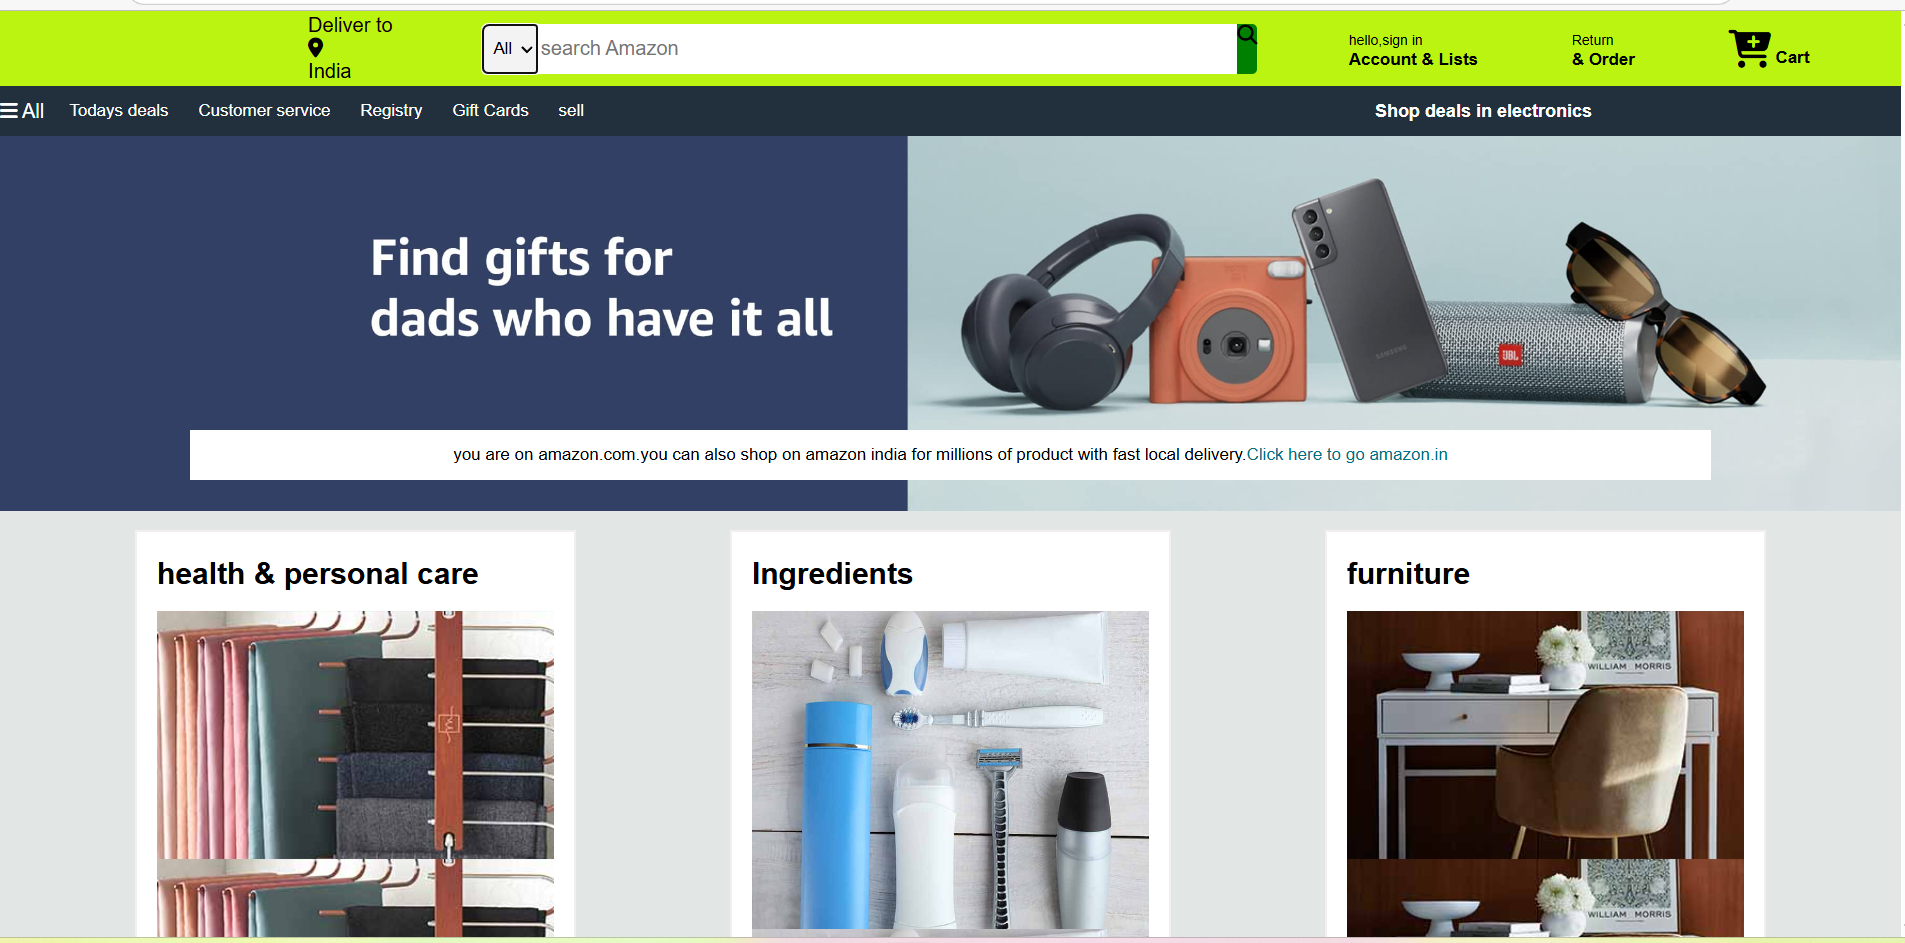 Deliver to
India
All
search Amazon
hello,sign in
Account & Lists
Return
& Order
Cart
All
Todays deals
Customer service
Registry
Gift Cards
sell
Shop deals in electronics
Find gifts for
dads who have it all
SAMSUNG
JBL
you are on amazon.com.you can also shop on amazon india for millions of product with fast local delivery.Click here to go amazon.in
health & personal care
Ingredients
furniture
WILLIAM MORRIS
WILLIAM MORRIS